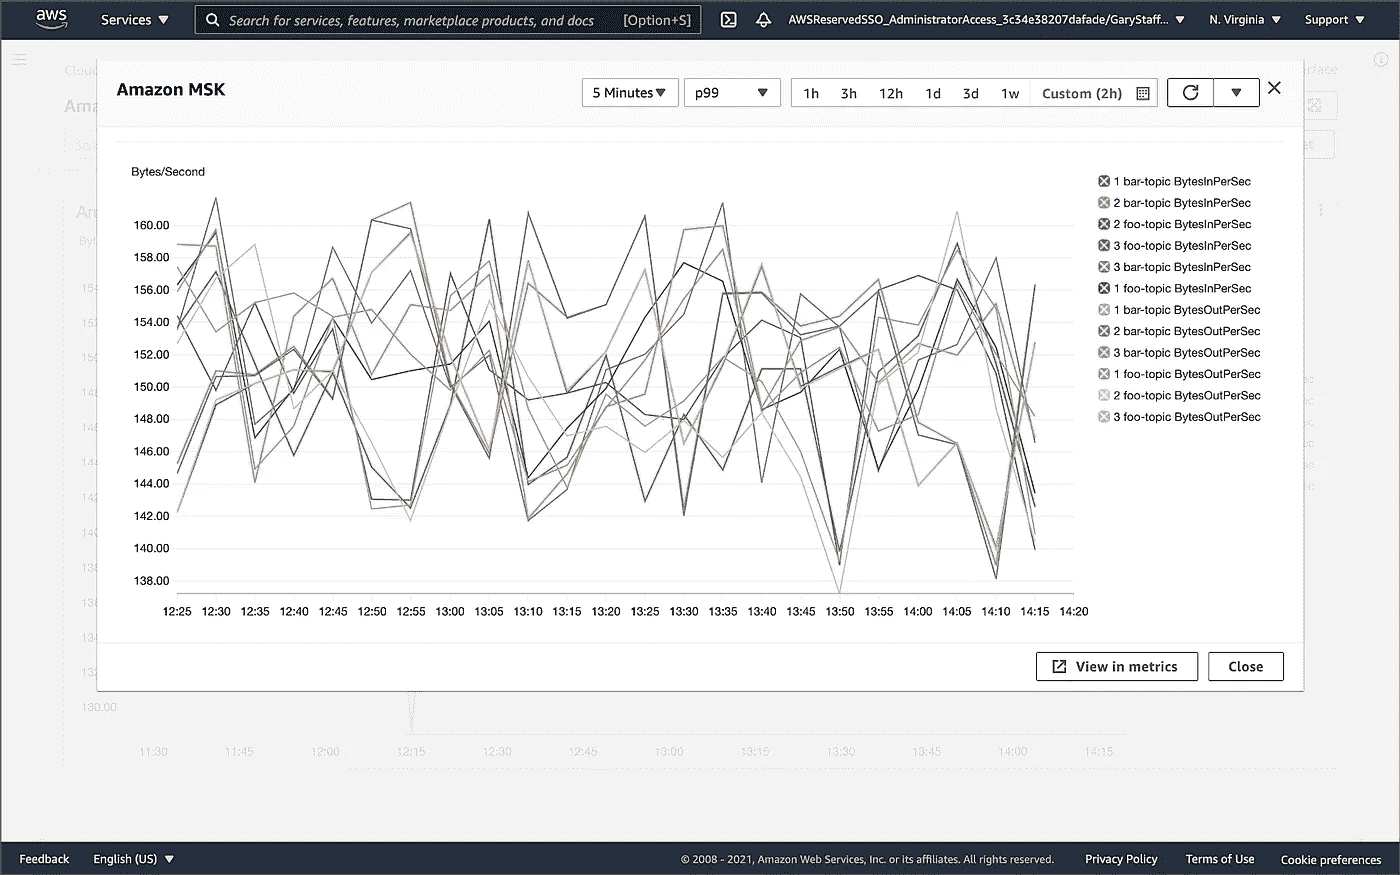 aws Services Search for services, features, marketplace products, and docs [Option+S] AWSReservedSSO_AdministratorAccess_3c34e38207dafade/GaryStaff... N. Virginia Support
Amazon MSK 5 Minutes p99 1h 3h 12h 1d 3d 1w Custom (2h)
Bytes/Second
160.00
158.00
156.00
154.00
152.00
150.00
148.00
146.00
144.00
142.00
140.00
138.00
12:25 12:30 12:35 12:40 12:45 12:50 12:55 13:00 13:05 13:10 13:15 13:20 13:25 13:30 13:35 13:40 13:45 13:50 13:55 14:00 14:05 14:10 14:15 14:20
1 bar-topic BytesInPerSec
2 bar-topic BytesInPerSec
2 foo-topic BytesInPerSec
3 foo-topic BytesInPerSec
3 bar-topic BytesInPerSec
1 foo-topic BytesInPerSec
1 bar-topic BytesOutPerSec
2 bar-topic BytesOutPerSec
3 bar-topic BytesOutPerSec
1 foo-topic BytesOutPerSec
2 foo-topic BytesOutPerSec
3 foo-topic BytesOutPerSec
View in metrics Close
130.00
11:30 11:45 12:00 12:15 12:30 12:45 13:00 13:15 13:30 13:45 14:00 14:15
Feedback English (US) © 2008 - 2021, Amazon Web Services, Inc. or its affiliates. All rights reserved. Privacy Policy Terms of Use Cookie preferences